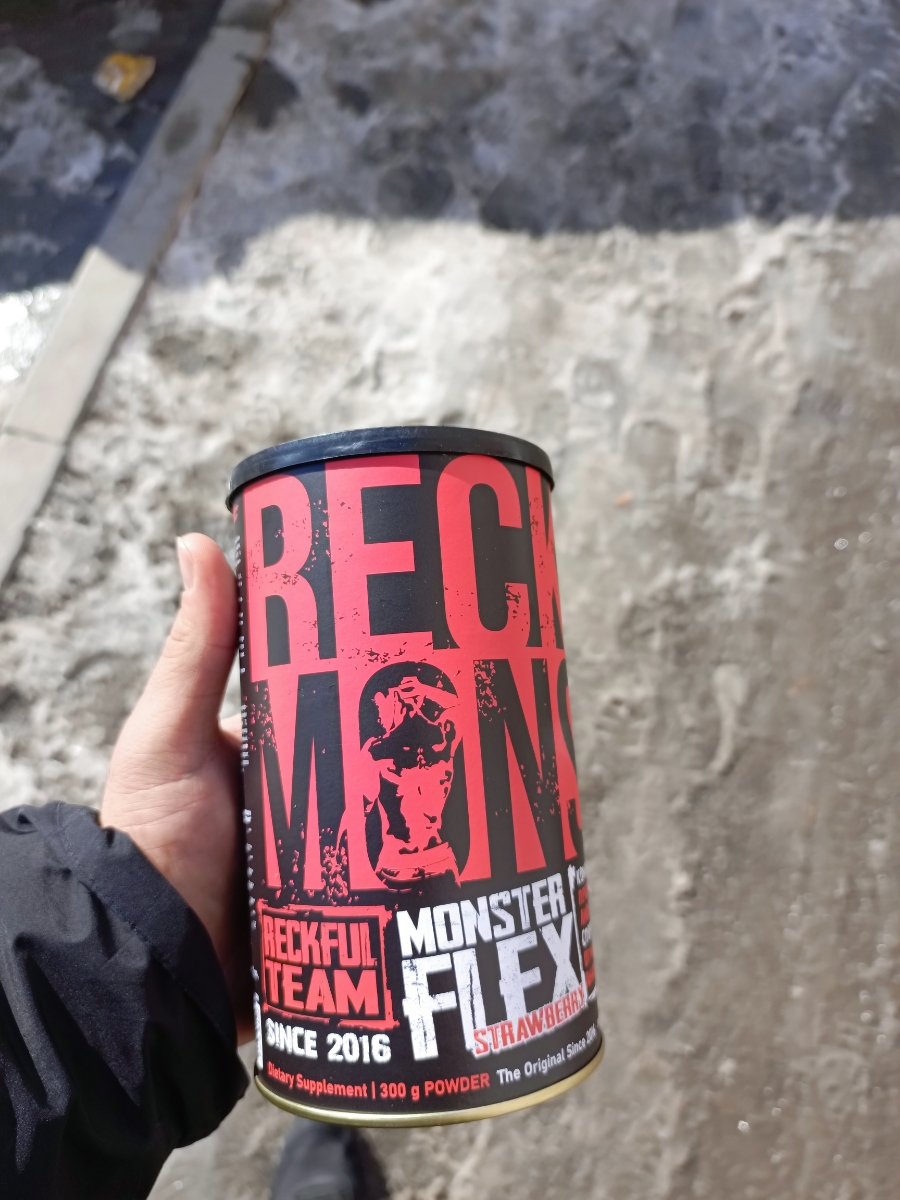 RECK
MONS
RECKFUL
TEAM
SINCE 2016
MONSTER
FLEX
STRAWBERRY
Dietary Supplement | 300 g POWDER The Original Since